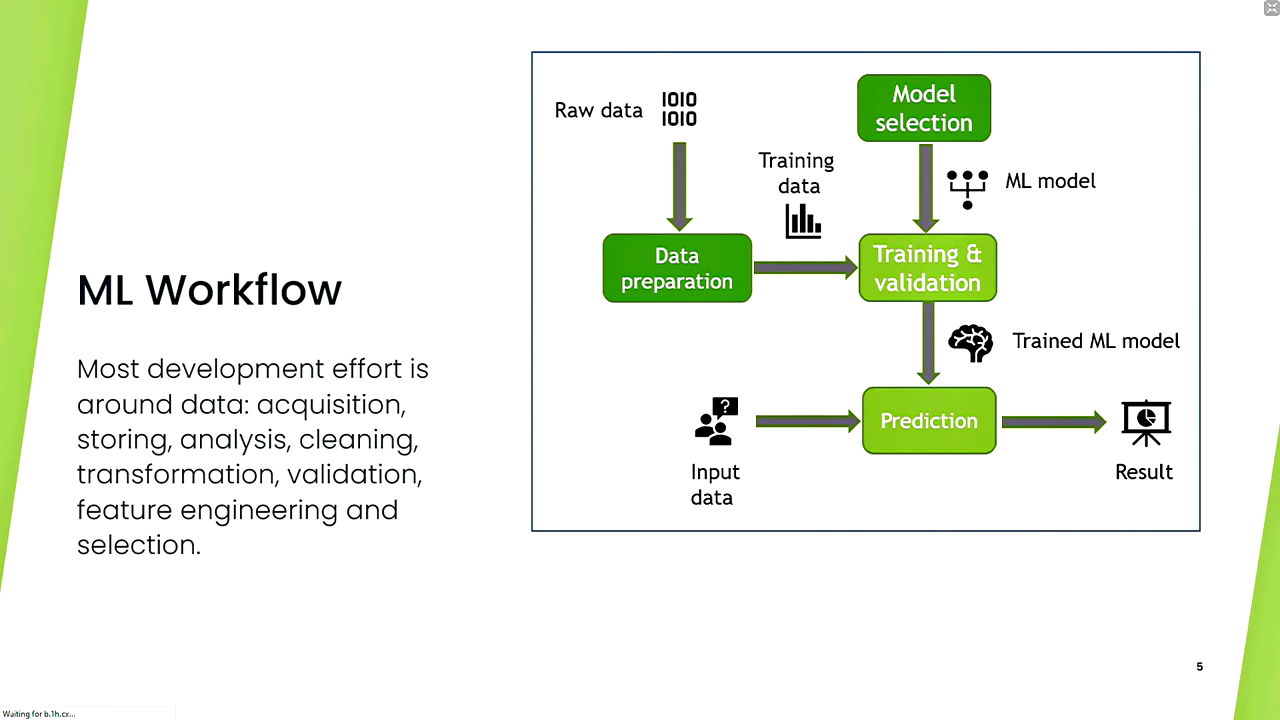 ML Workflow
Most development effort is
around data: acquisition,
storing, analysis, cleaning,
transformation, validation,
feature engineering and
selection.
Raw data
1010
1010
Model
selection
Training
data
ML model
Data
preparation
Training &
validation
Trained ML model
?
Input
data
Prediction
Result
5
Waiting for b.1h.cx...